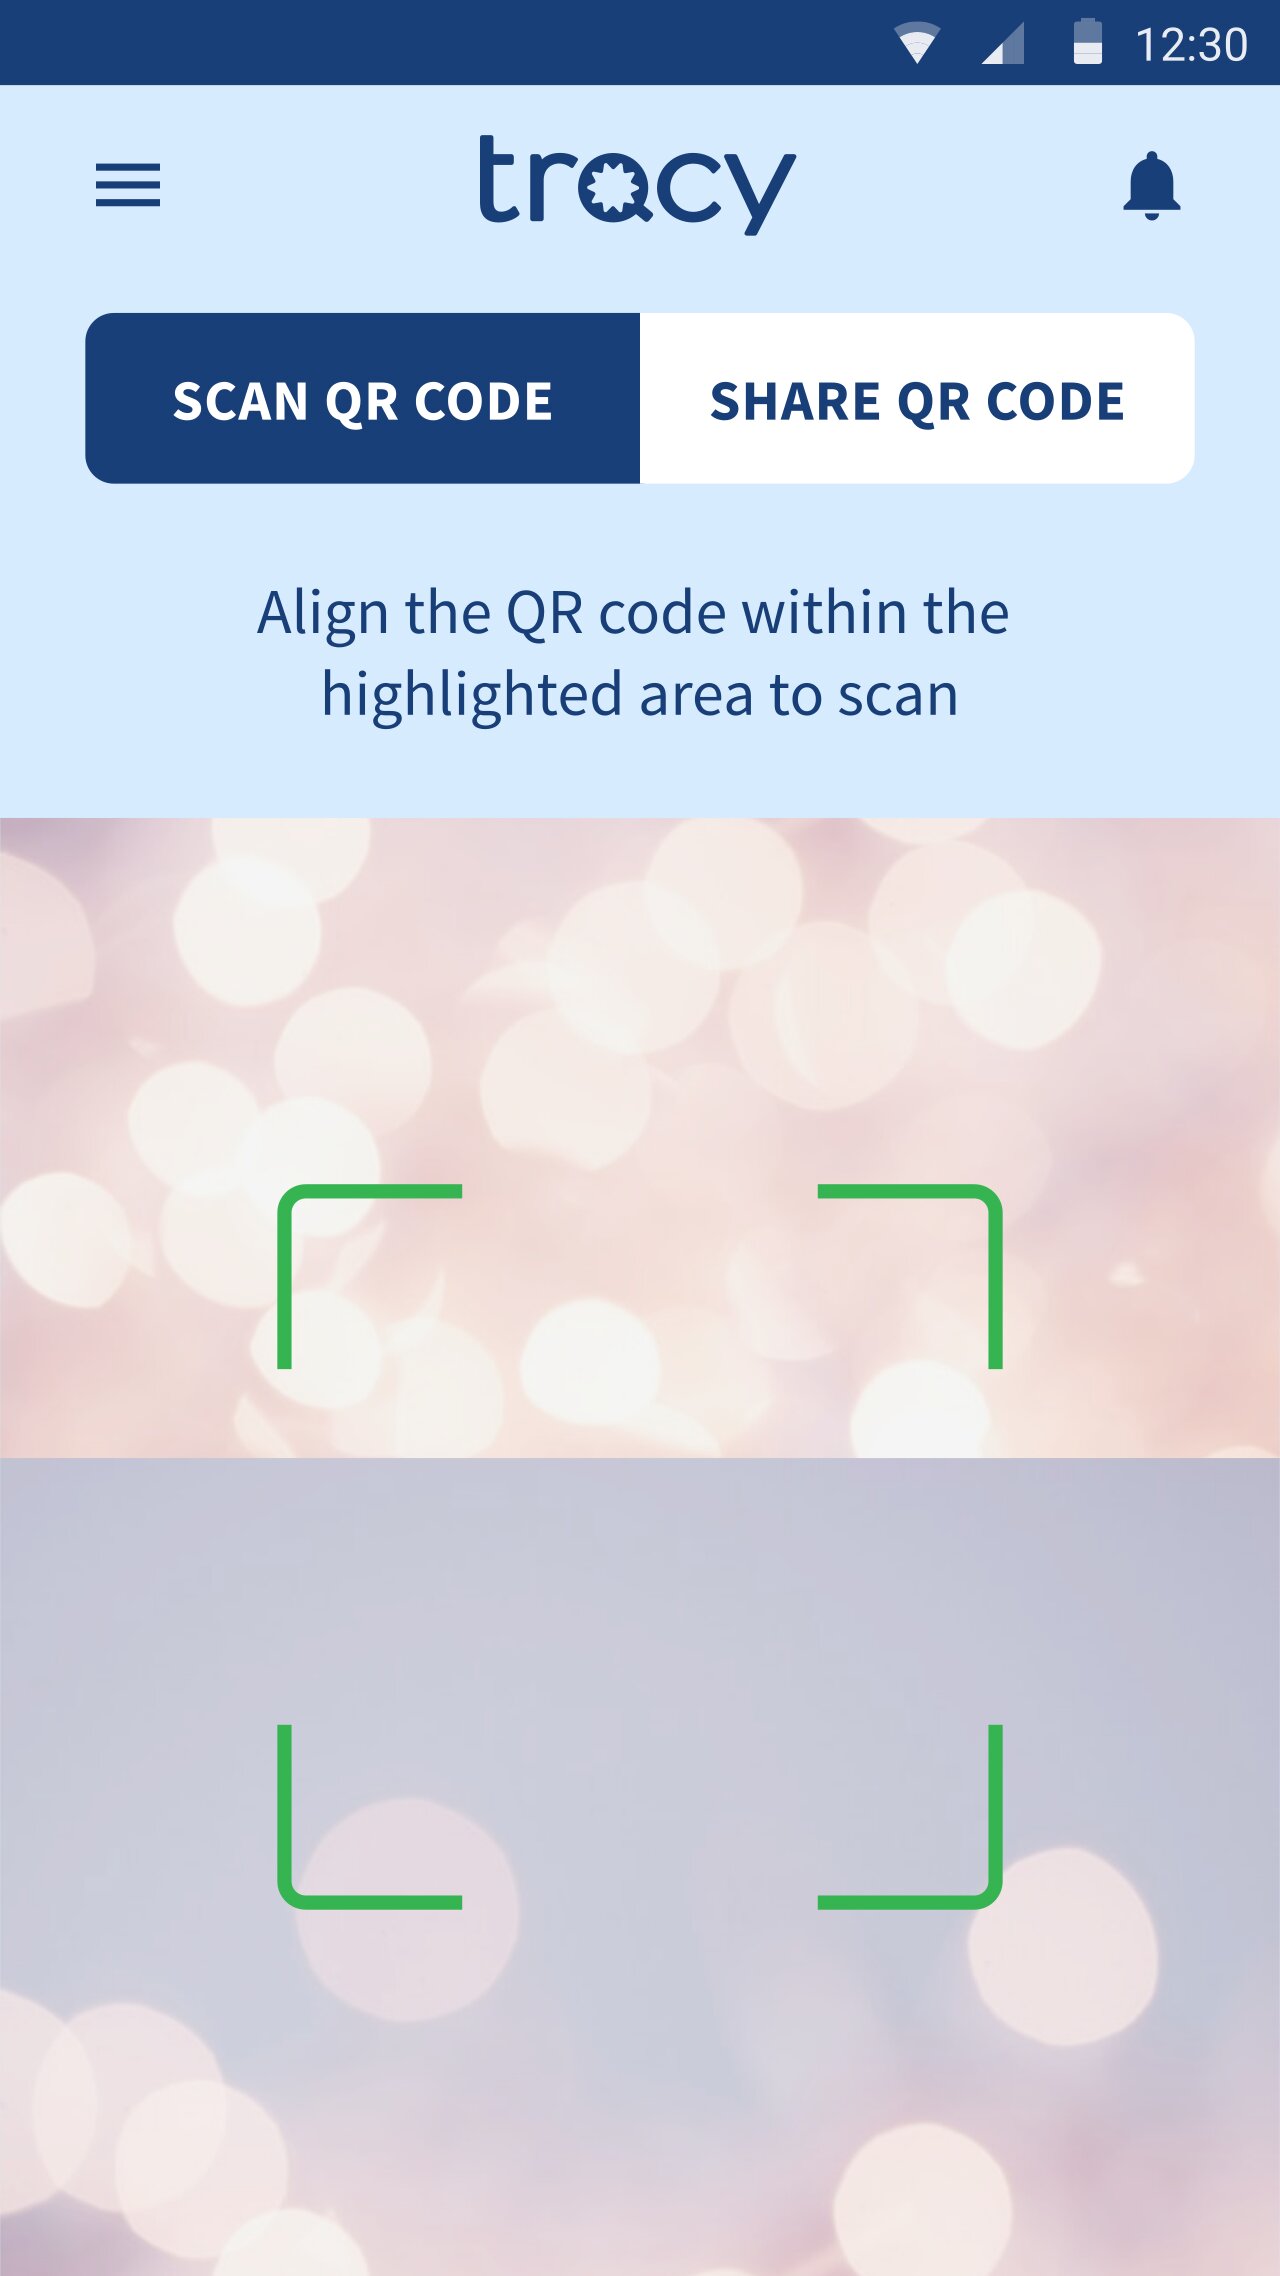 12:30
tracy
SCAN QR CODE
SHARE QR CODE
Align the QR code within the
highlighted area to scan